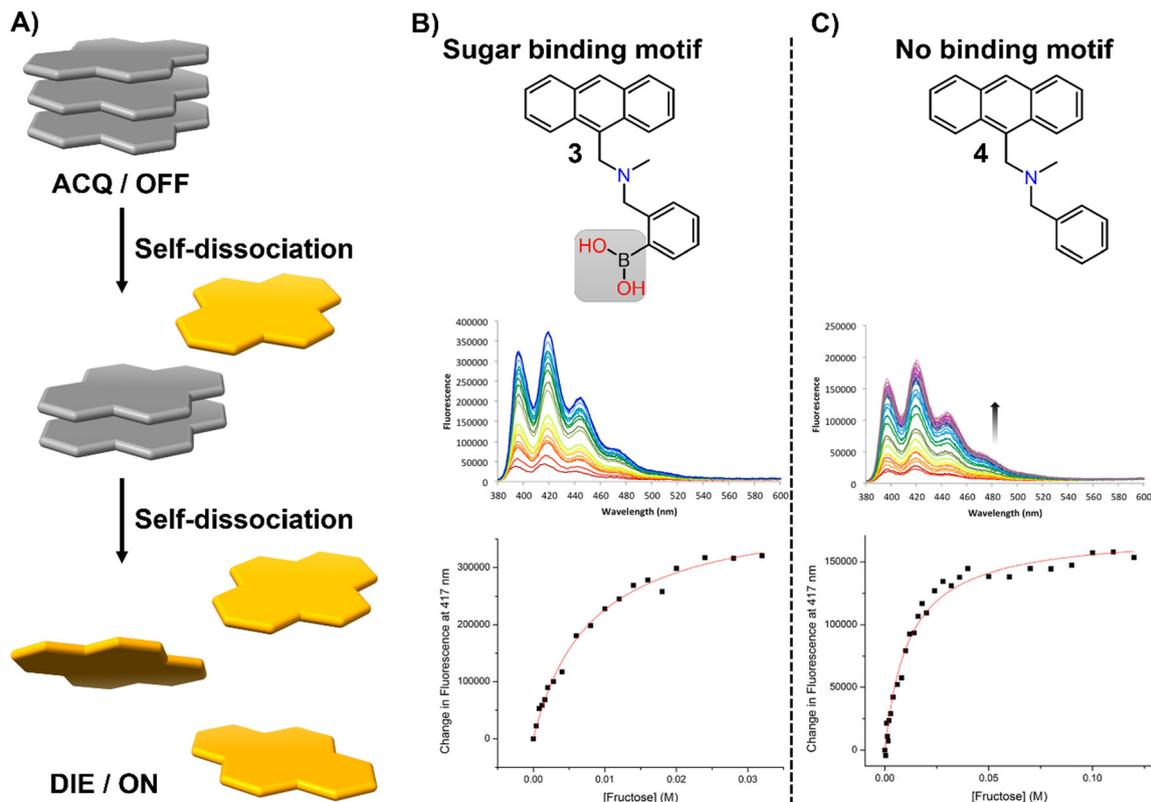 A)
ACQ / OFF
Self-dissociation
Self-dissociation
DIE / ON
B)
Sugar binding motif
3
N
HO
B
OH
400000
350000
300000
250000
200000
150000
100000
50000
0
Fluorescence
380 400 420 440 460 480 500 520 540 560 580 600
Wavelength (nm)
Change in Fluorescence at 417 nm
300000
200000
100000
0
0.00 0.01 0.02 0.03
[Fructose] (M)
C)
No binding motif
4
N
250000
200000
150000
100000
50000
0
Fluorescence
380 400 420 440 460 480 500 520 540 560 580 600
Wavelength (nm)
Change in Fluorescence at 417 nm
150000
100000
50000
0
0.00 0.05 0.10
[Fructose] (M)